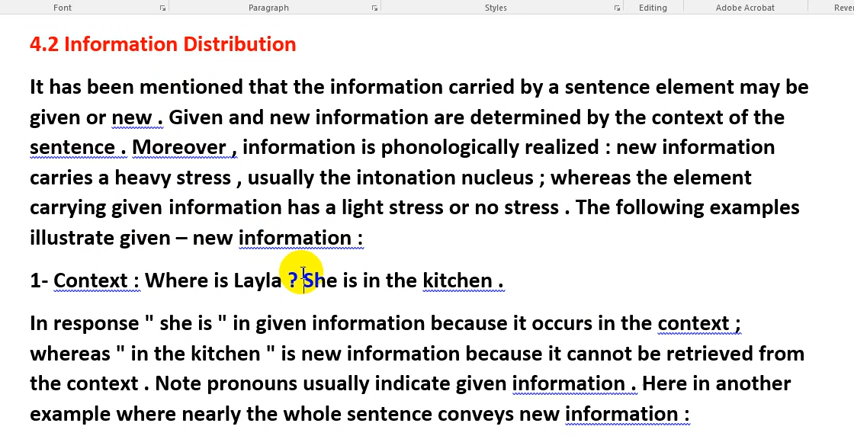 Font Paragraph Styles Editing Adobe Acrobat
4.2 Information Distribution
It has been mentioned that the information carried by a sentence element may be
given or new . Given and new information are determined by the context of the
sentence . Moreover , information is phonologically realized : new information
carries a heavy stress , usually the intonation nucleus ; whereas the element
carrying given information has a light stress or no stress . The following examples
illustrate given – new information :
1- Context : Where is Layla ? She is in the kitchen .
In response " she is " in given information because it occurs in the context ;
whereas " in the kitchen " is new information because it cannot be retrieved from
the context . Note pronouns usually indicate given information . Here in another
example where nearly the whole sentence conveys new information :